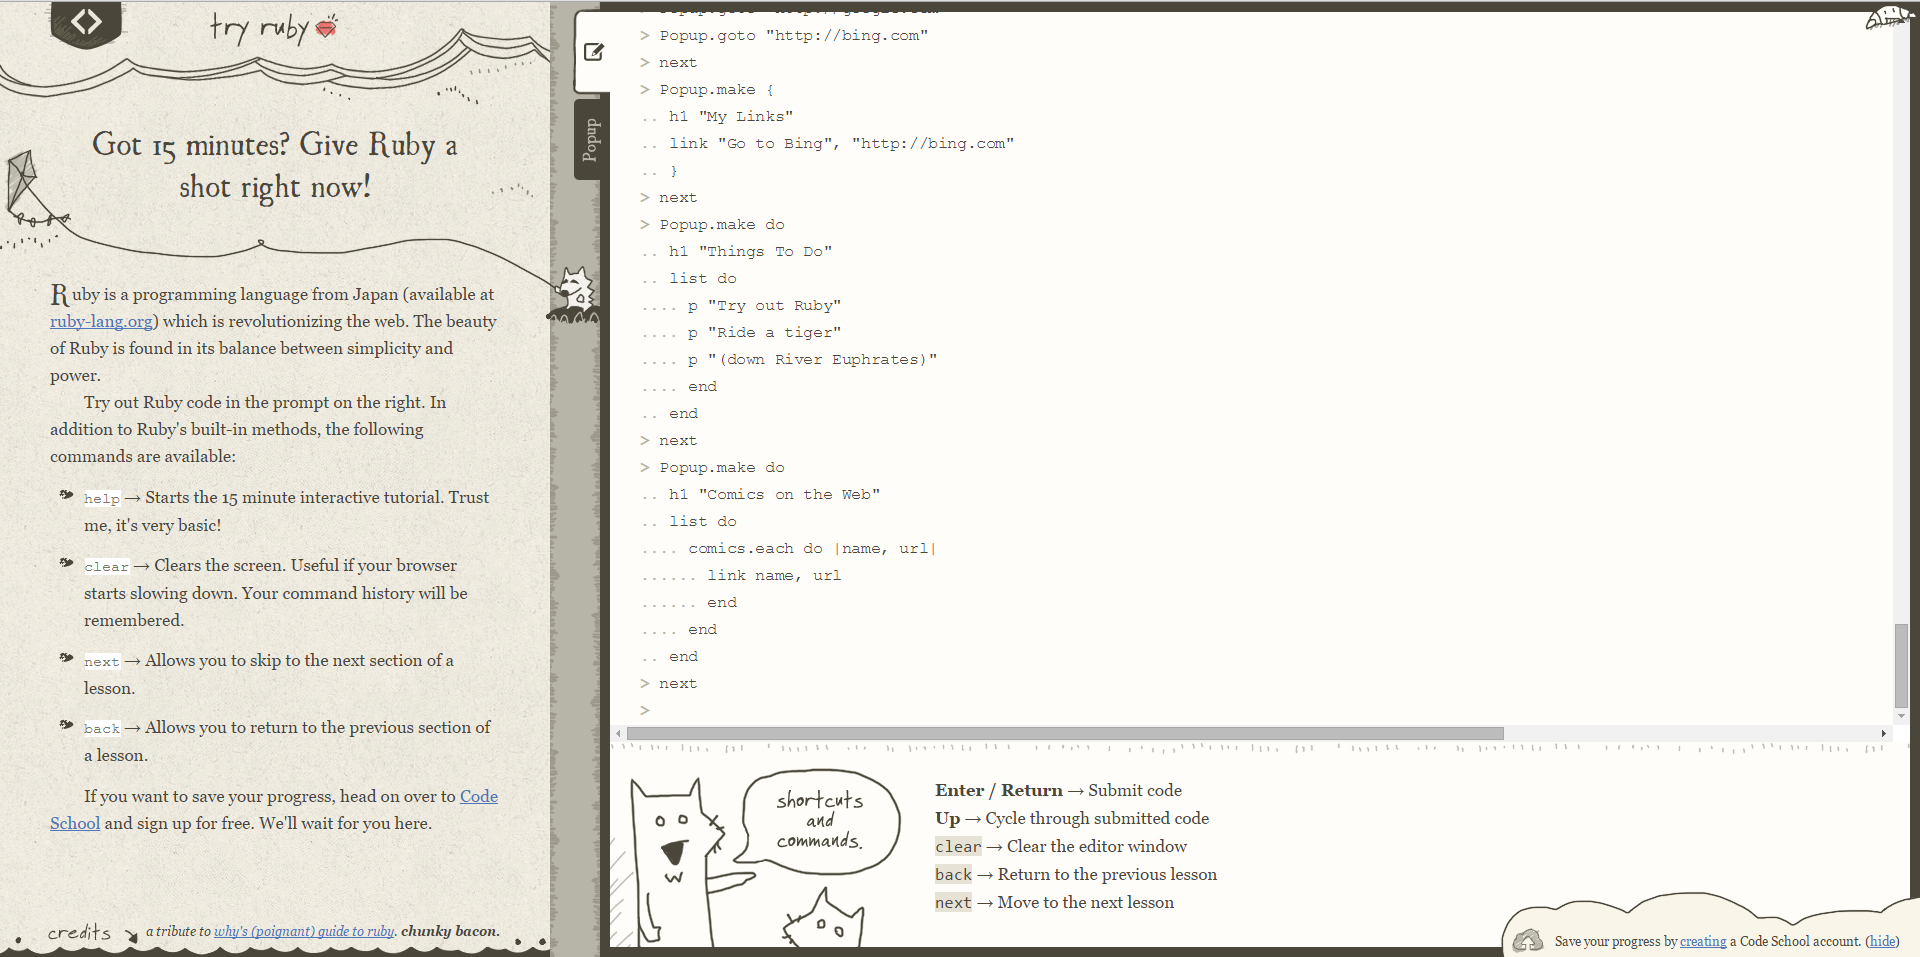 try ruby
Got 15 minutes? Give Ruby a
shot right now!
Ruby is a programming language from Japan (available at
ruby-lang.org) which is revolutionizing the web. The beauty
of Ruby is found in its balance between simplicity and
power.
Try out Ruby code in the prompt on the right. In
addition to Ruby's built-in methods, the following
commands are available:
help → Starts the 15 minute interactive tutorial. Trust
me, it's very basic!
clear → Clears the screen. Useful if your browser
starts slowing down. Your command history will be
remembered.
next → Allows you to skip to the next section of a
lesson.
back → Allows you to return to the previous section of
a lesson.
If you want to save your progress, head on over to Code
School and sign up for free. We'll wait for you here.
credits
a tribute to why's (poignant) guide to ruby. chunky bacon.
Popup
> Popup.goto "http://google.com"
> Popup.goto "http://bing.com"
> next
> Popup.make {
.. h1 "My Links"
.. link "Go to Bing", "http://bing.com"
.. }
> next
> Popup.make do
.. h1 "Things To Do"
.. list do
.... p "Try out Ruby"
.... p "Ride a tiger"
.... p "(down River Euphrates)"
.... end
.. end
> next
> Popup.make do
.. h1 "Comics on the Web"
.. list do
.... comics.each do |name, url|
...... link name, url
...... end
.... end
.. end
> next
>
shortcuts
and
commands.
Enter / Return → Submit code
Up → Cycle through submitted code
clear → Clear the editor window
back → Return to the previous lesson
next → Move to the next lesson
Save your progress by creating a Code School account. (hide)